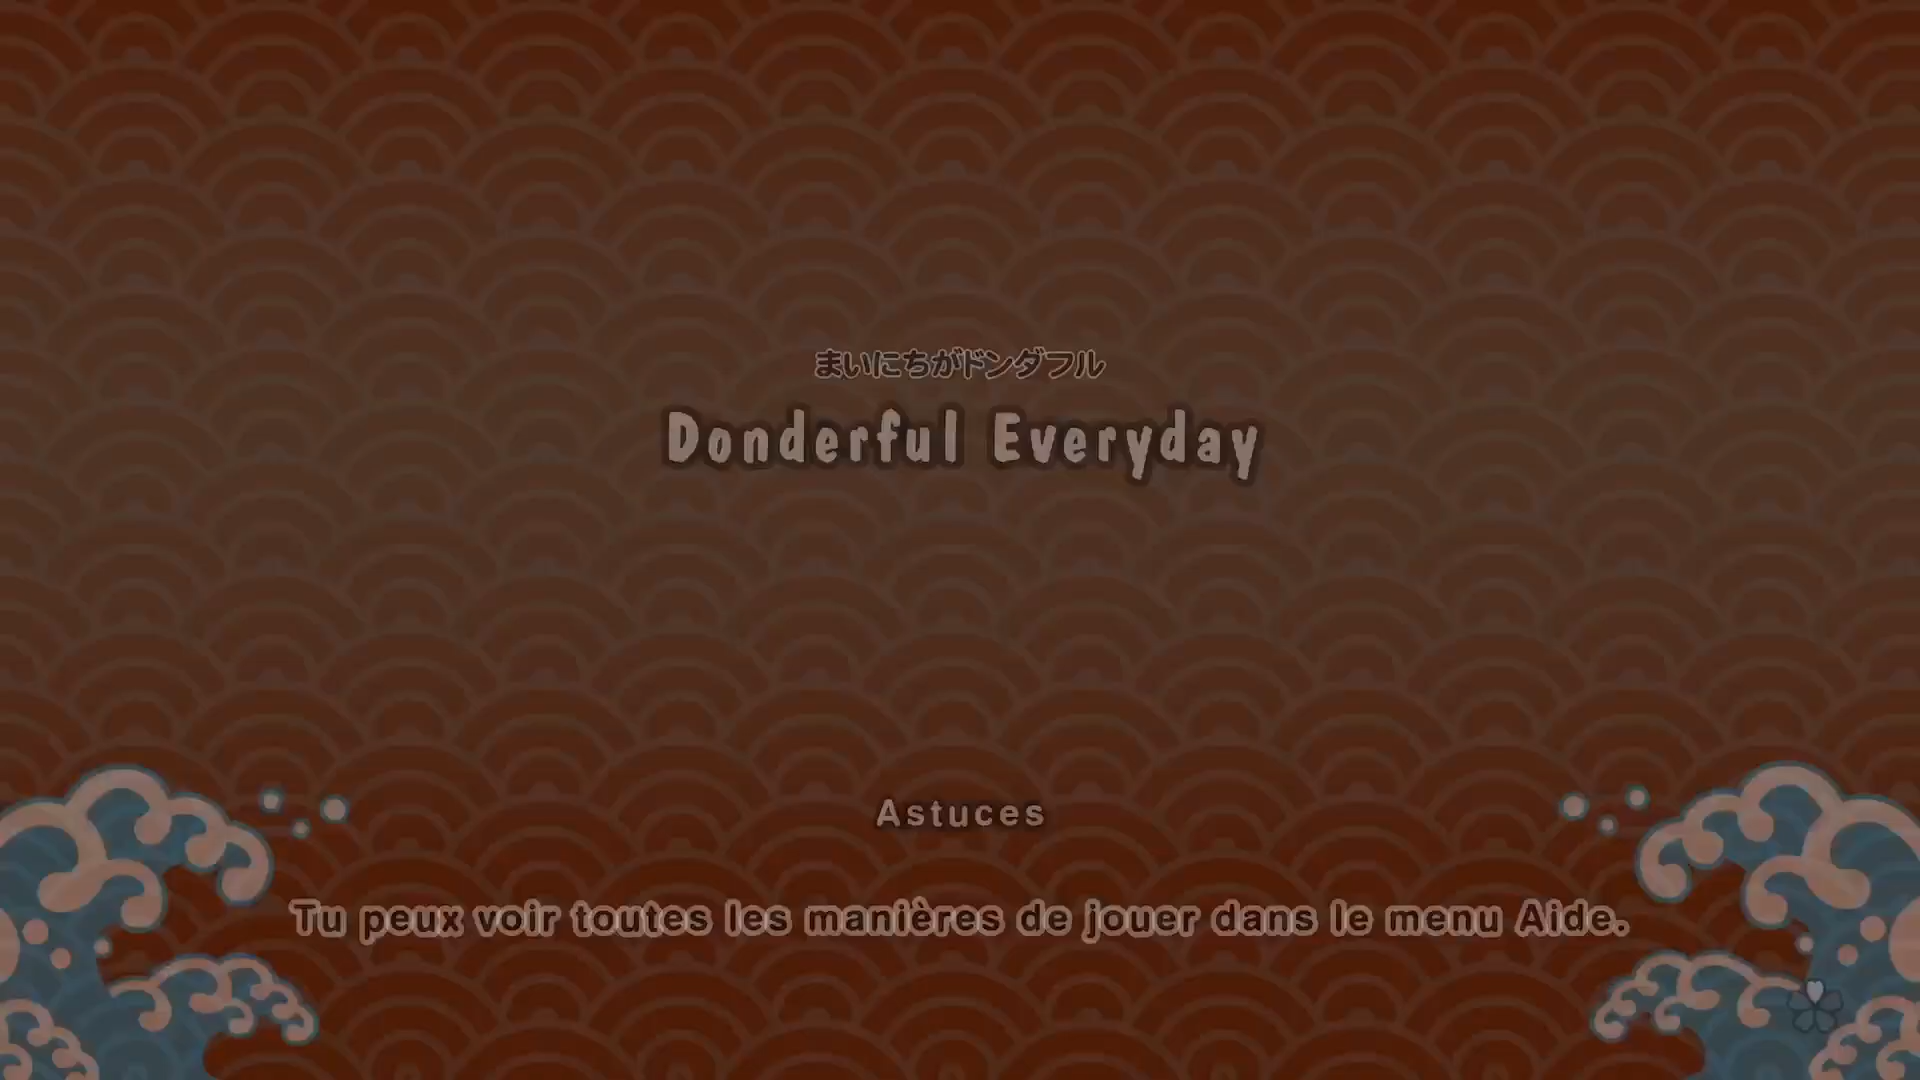 まいにちがドンダフル
Donderful Everyday
Astuces
Tu peux voir toutes les manières de jouer dans le menu Aide.